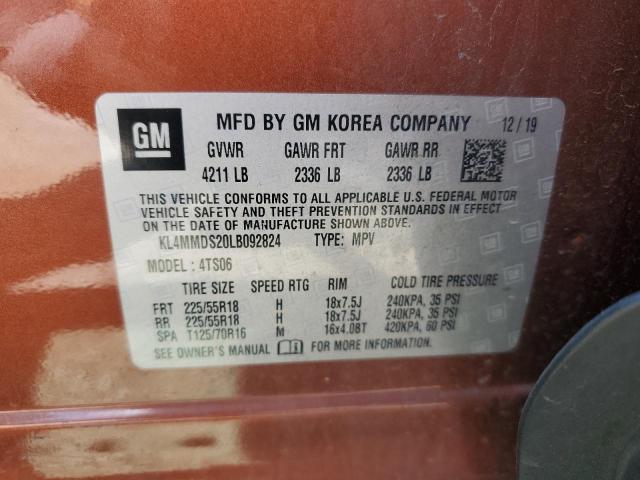 GM MFD BY GM KOREA COMPANY 12/19
GVWR GAWR FRT GAWR RR
4211 LB 2336 LB 2336 LB
THIS VEHICLE CONFORMS TO ALL APPLICABLE U.S. FEDERAL MOTOR
VEHICLE SAFETY AND THEFT PREVENTION STANDARDS IN EFFECT
ON THE DATE OF MANUFACTURE SHOWN ABOVE.
KL4MMDS20LB092824 TYPE: MPV
MODEL: 4TS06
TIRE SIZE SPEED RTG RIM COLD TIRE PRESSURE
FRT 225/55R18 H 18x7.5J 240KPA, 35 PSI
RR 225/55R18 H 18x7.5J 240KPA, 35 PSI
SPA T125/70R16 M 16x4.0BT 420KPA, 60 PSI
SEE OWNER'S MANUAL FOR MORE INFORMATION.